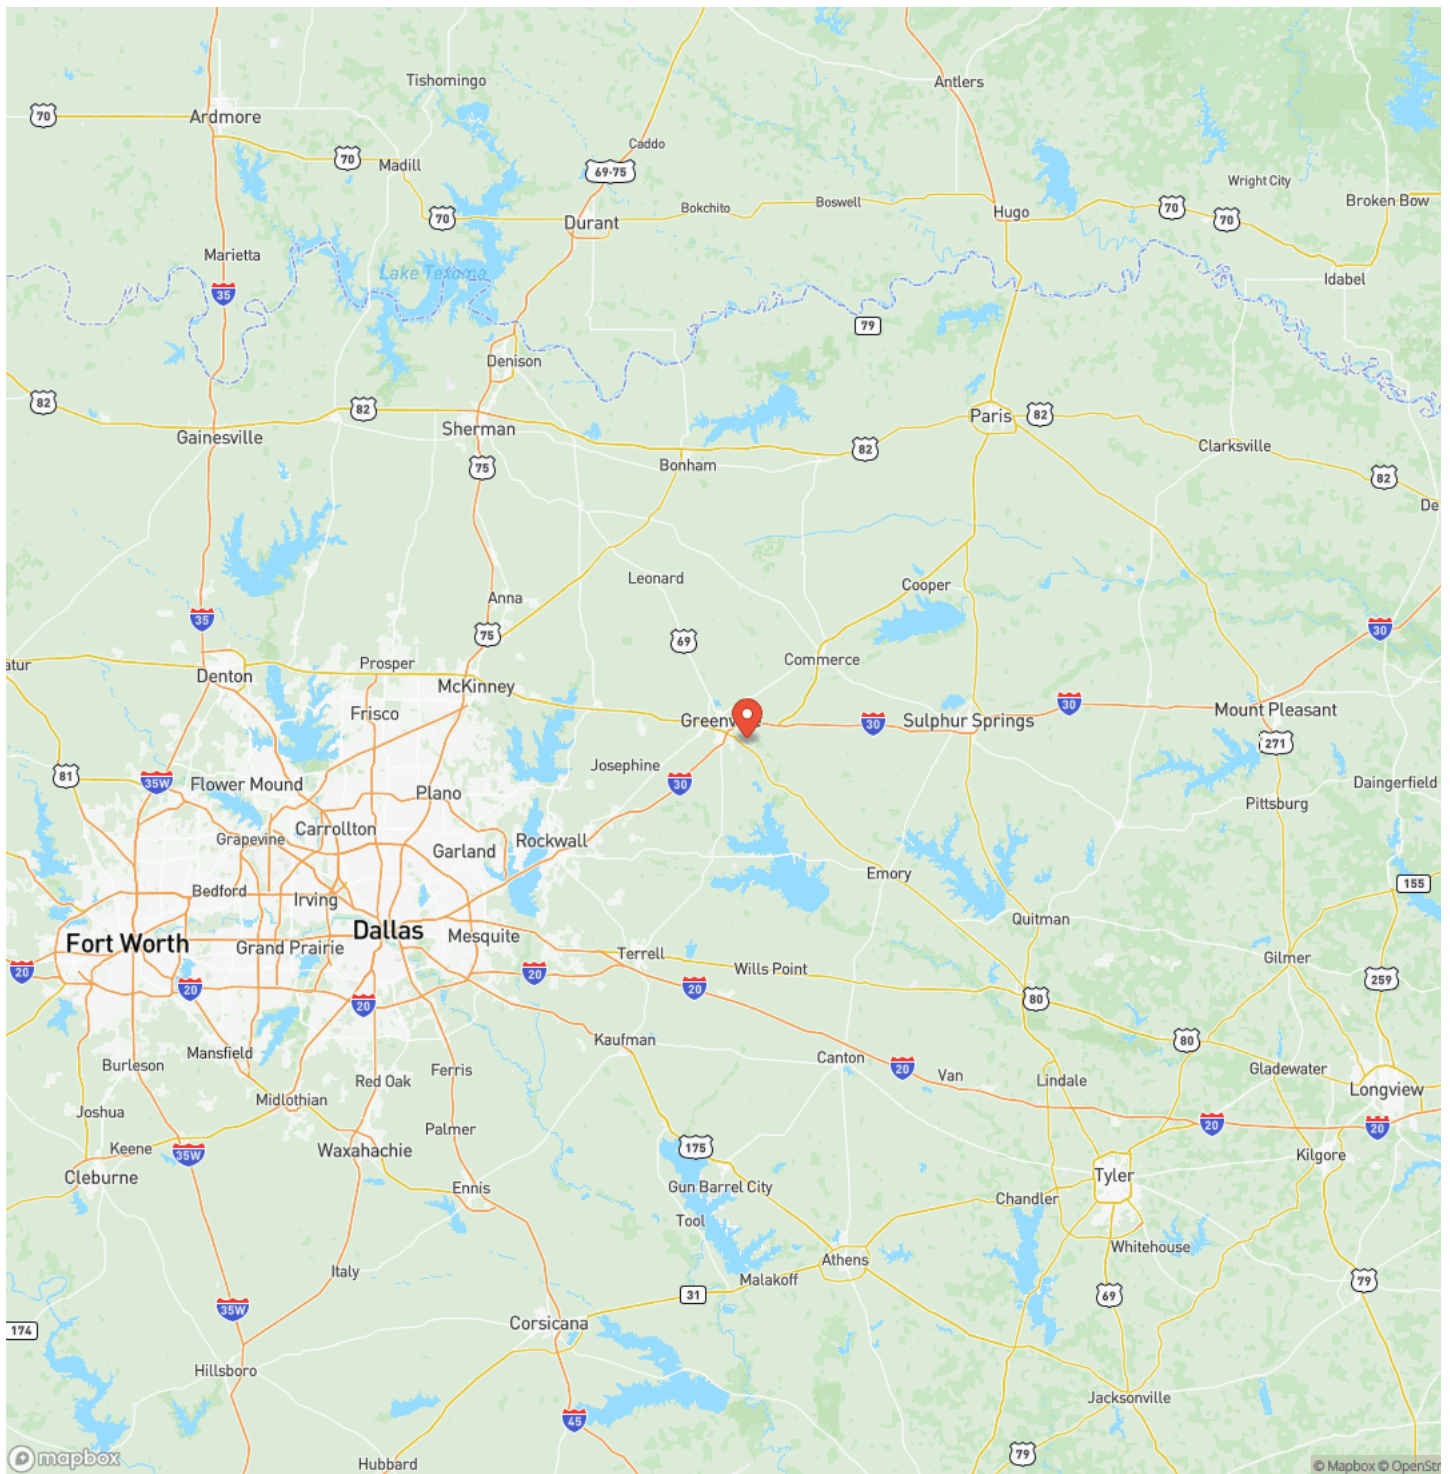 Tishomingo
Antlers
70
Ardmore
Caddo
70
Madill
69-75
Wright City
Broken Bow
70
Durant
Bokchito
Boswell
Hugo
70
70
Marietta
Lake Texoma
Idabel
35
79
Denison
82
82
Paris
82
Gainesville
Sherman
82
Clarksville
75
Bonham
82
De
Leonard
Cooper
Anna
35
75
69
30
atur
Prosper
Commerce
Denton
McKinney
30
Frisco
Greenv
30
Sulphur Springs
Mount Pleasant
271
81
35W
Flower Mound
Josephine
30
Daingerfield
Plano
Pittsburg
Carrollton
Grapevine
Rockwall
Garland
Emory
155
Bedford
Irving
Quitman
Dallas
Mesquite
Fort Worth
Grand Prairie
Terrell
Gilmer
20
20
Wills Point
259
20
20
80
20
Kaufman
80
Mansfield
Canton
Burleson
20
Gladewater
Ferris
Van
Lindale
Red Oak
Longview
Midlothian
Joshua
20
20
Palmer
Keene
175
Waxahachie
35W
Kilgore
Cleburne
Tyler
Ennis
Gun Barrel City
Chandler
Tool
Whitehouse
Athens
Italy
Malakoff
79
31
69
35W
174
Corsicana
Hillsboro
Jacksonville
45
79
mapbox
Hubbard
© Mapbox © OpenStr